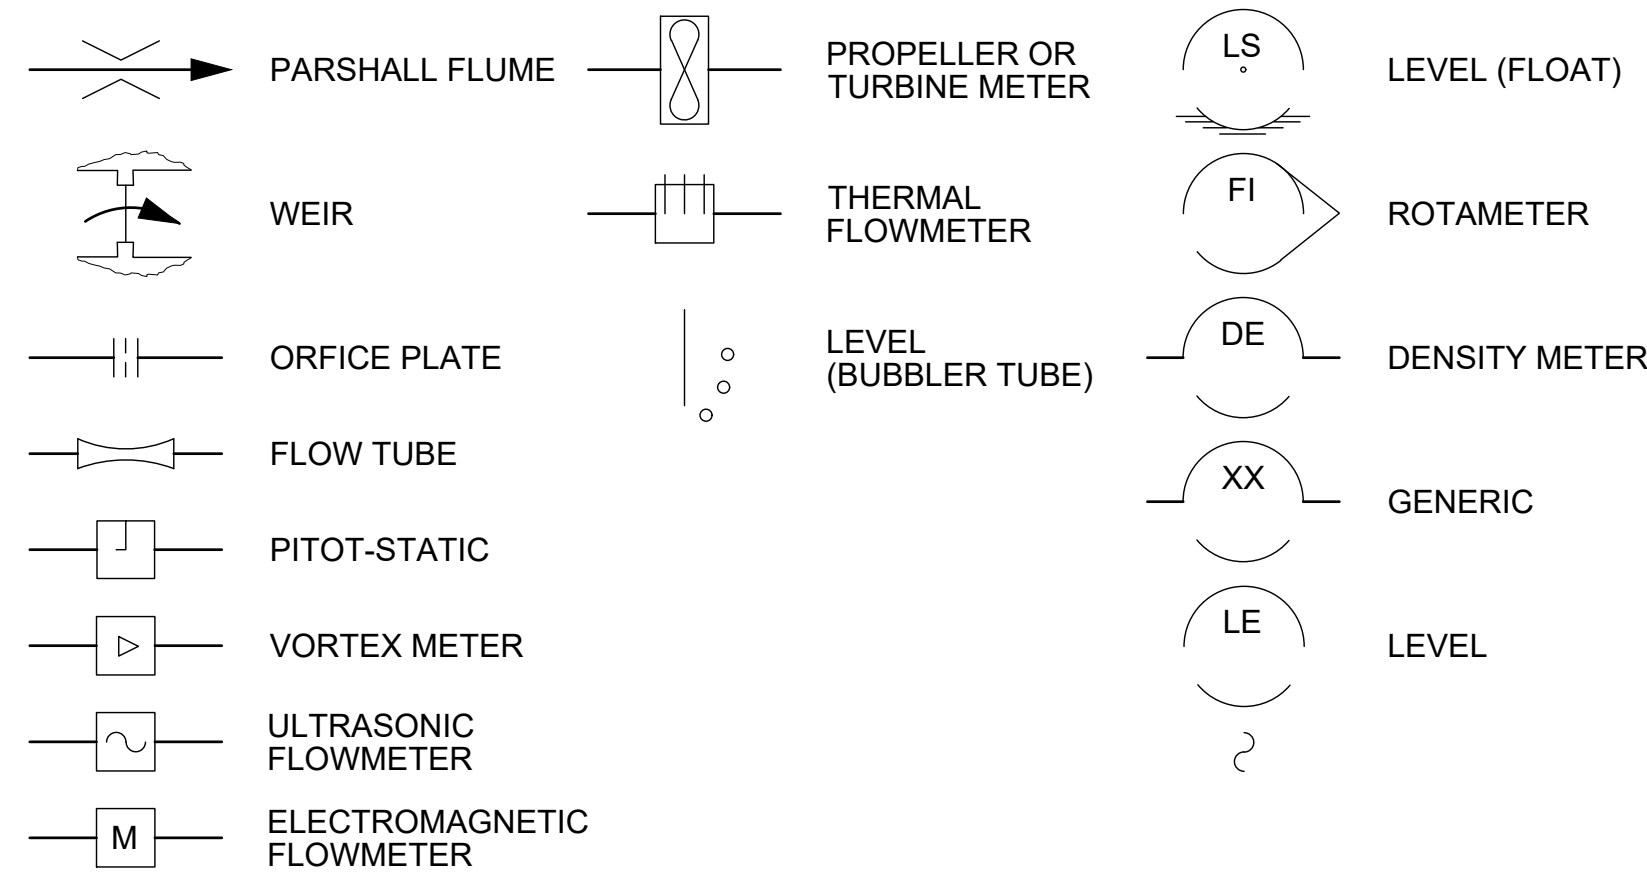 PARSHALL FLUME
WEIR
ORFICE PLATE
FLOW TUBE
PITOT-STATIC
VORTEX METER
ULTRASONIC
FLOWMETER
M
ELECTROMAGNETIC
FLOWMETER
PROPELLER OR
TURBINE METER
THERMAL
FLOWMETER
LEVEL
(BUBBLER TUBE)
LS
LEVEL (FLOAT)
FI
ROTAMETER
DE
DENSITY METER
XX
GENERIC
LE
LEVEL